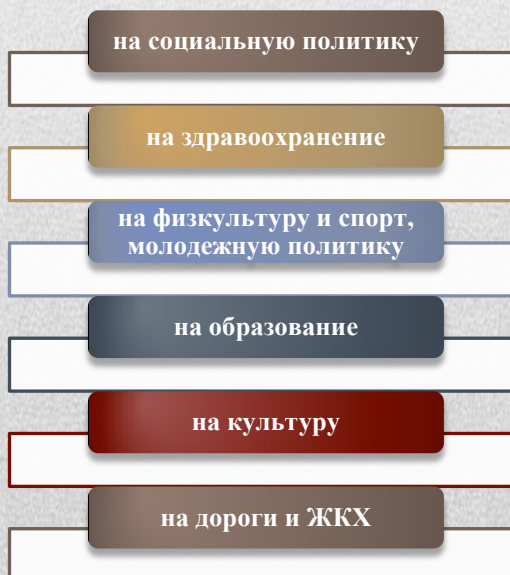 на социальную политику
на здравоохранение
на физкультуру и спорт,
молодежную политику
на образование
на культуру
на дороги и ЖКХ